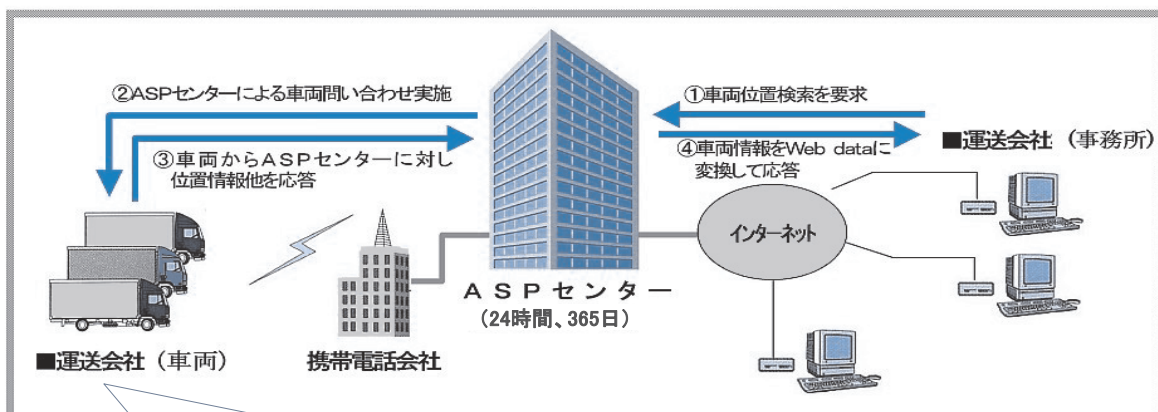 ②ASPセンターによる車両問い合わせ実施
①車両位置検索を要求
③車両からASPセンターに対し
位置情報他を応答
④車両情報をWeb dataに
変換して応答
■運送会社（事務所）
インターネット
ASPセンター
（24時間、365日）
■運送会社（車両）
携帯電話会社